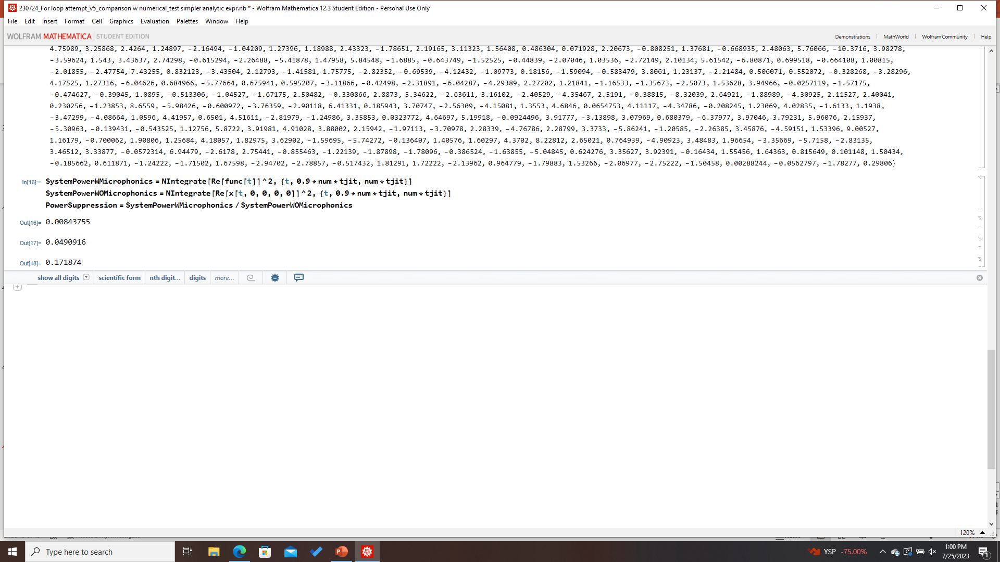 230724_For loop attempt_v5_comparison w numerical_test simpler analytic expr.nb * - Wolfram Mathematica 12.3 Student Edition - Personal Use Only
File Edit Insert Format Cell Graphics Evaluation Palettes Window Help
WOLFRAM MATHEMATICA STUDENT EDITION Demonstrations MathWorld Wolfram Community Help
4.75989, 3.25868, 2.4264, 1.24897, -2.16494, -1.04209, 1.27396, 1.18988, 2.43323, -1.78651, 2.19165, 3.11323, 1.56408, 0.486304, 0.071928, 2.20673, -0.808251, 1.37681, -0.668935, 2.48063, 5.76066, -10.3716, 3.98278,
-3.59624, 1.543, 3.43637, 2.74298, -0.615294, -2.26488, -5.41878, 1.47958, 5.84548, -1.6885, -0.643749, -1.52525, -0.44839, -2.07046, 1.03536, -2.72149, 2.10134, 5.61542, -6.80871, 0.699518, -0.664108, 1.00815,
-2.01855, -2.47754, 7.43255, 0.832123, -3.43504, 2.12793, -1.41581, 1.75775, -2.82352, -0.69539, -4.12432, -1.09773, 0.18156, -1.59094, -0.583479, 3.8061, 1.23137, -2.21484, 0.506071, 0.552072, -0.328268, -3.28296,
4.17525, 1.27316, -6.04626, 0.684966, -5.77664, 0.675941, 0.595207, -3.11866, -0.42498, -2.31891, -6.04287, -4.29389, 2.27202, 1.21841, -1.16533, -1.35673, -2.5073, 1.53628, 3.94966, -0.0257119, -1.57175,
-0.474627, -0.39045, 1.0895, -0.513306, -1.04527, -1.67175, 2.50482, -0.330866, 2.8873, 5.34622, -2.63611, 3.16102, -2.40529, -4.35467, 2.5191, -0.38815, -8.32039, 2.64921, -1.88989, -4.30925, 2.11527, 2.40041,
0.230256, -1.23853, 8.6559, -5.98426, -0.600972, -3.76359, -2.90118, 6.41331, 0.185943, 3.70747, -2.56309, -4.15081, 1.3553, 4.6846, 0.0654753, 4.11117, -4.34786, -0.208245, 1.23069, 4.02835, -1.6133, 1.1938,
-3.47299, -4.08664, 1.0596, 4.41957, 0.6501, 4.51611, -2.81979, -1.24986, 3.35853, 0.0323772, 4.64697, 5.19918, -0.0924496, 3.91777, -3.13898, 3.07969, 0.680379, -6.37977, 3.97046, 3.79231, 5.96076, 2.15937,
-5.30963, -0.139431, -0.543525, 1.12756, 5.8722, 3.91981, 4.91028, 3.88002, 2.15942, -1.97113, -3.70978, 2.28339, -4.76786, 2.28799, 3.3733, -5.86241, -1.20585, -2.26385, 3.45876, -4.59151, 1.53396, 9.00527,
1.16179, -0.700062, 1.90806, 1.25684, 4.18057, 1.82975, 3.62902, -1.59695, -5.74272, -0.136407, 1.40576, 1.60297, 4.3702, 8.22812, 2.65021, 0.764939, -4.90923, 3.48483, 1.96654, -3.35669, -5.7158, -2.83135,
3.46512, 3.33877, -0.0572314, 6.94479, -2.6178, 2.75441, -0.855463, -1.22139, -1.87898, -1.78096, -0.386524, -1.63855, -5.04845, 0.624276, 3.35627, 3.92391, -0.16434, 1.55456, 1.64363, 0.815649, 0.101148, 1.50434,
-0.185662, 0.611871, -1.24222, -1.71502, 1.67598, -2.94702, -2.78857, -0.517432, 1.81291, 1.72222, -2.13962, 0.964779, -1.79883, 1.53266, -2.06977, -2.75222, -1.50458, 0.00288244, -0.0562797, -1.78277, 0.29806}
In[16]:= SystemPowerWMicrophonics = NIntegrate[Re[func[t]]^2, {t, 0.9*num*tjit, num*tjit}]
SystemPowerWOMicrophonics = NIntegrate[Re[x[t, 0, 0, 0, 0]]^2, {t, 0.9*num*tjit, num*tjit}]
PowerSuppression = SystemPowerWMicrophonics / SystemPowerWOMicrophonics
Out[16]= 0.00843755
Out[17]= 0.0490916
Out[18]= 0.171874
show all digits scientific form nth digit... digits more...
120%
Type here to search YSP -75.00% 1:00 PM
7/25/2023